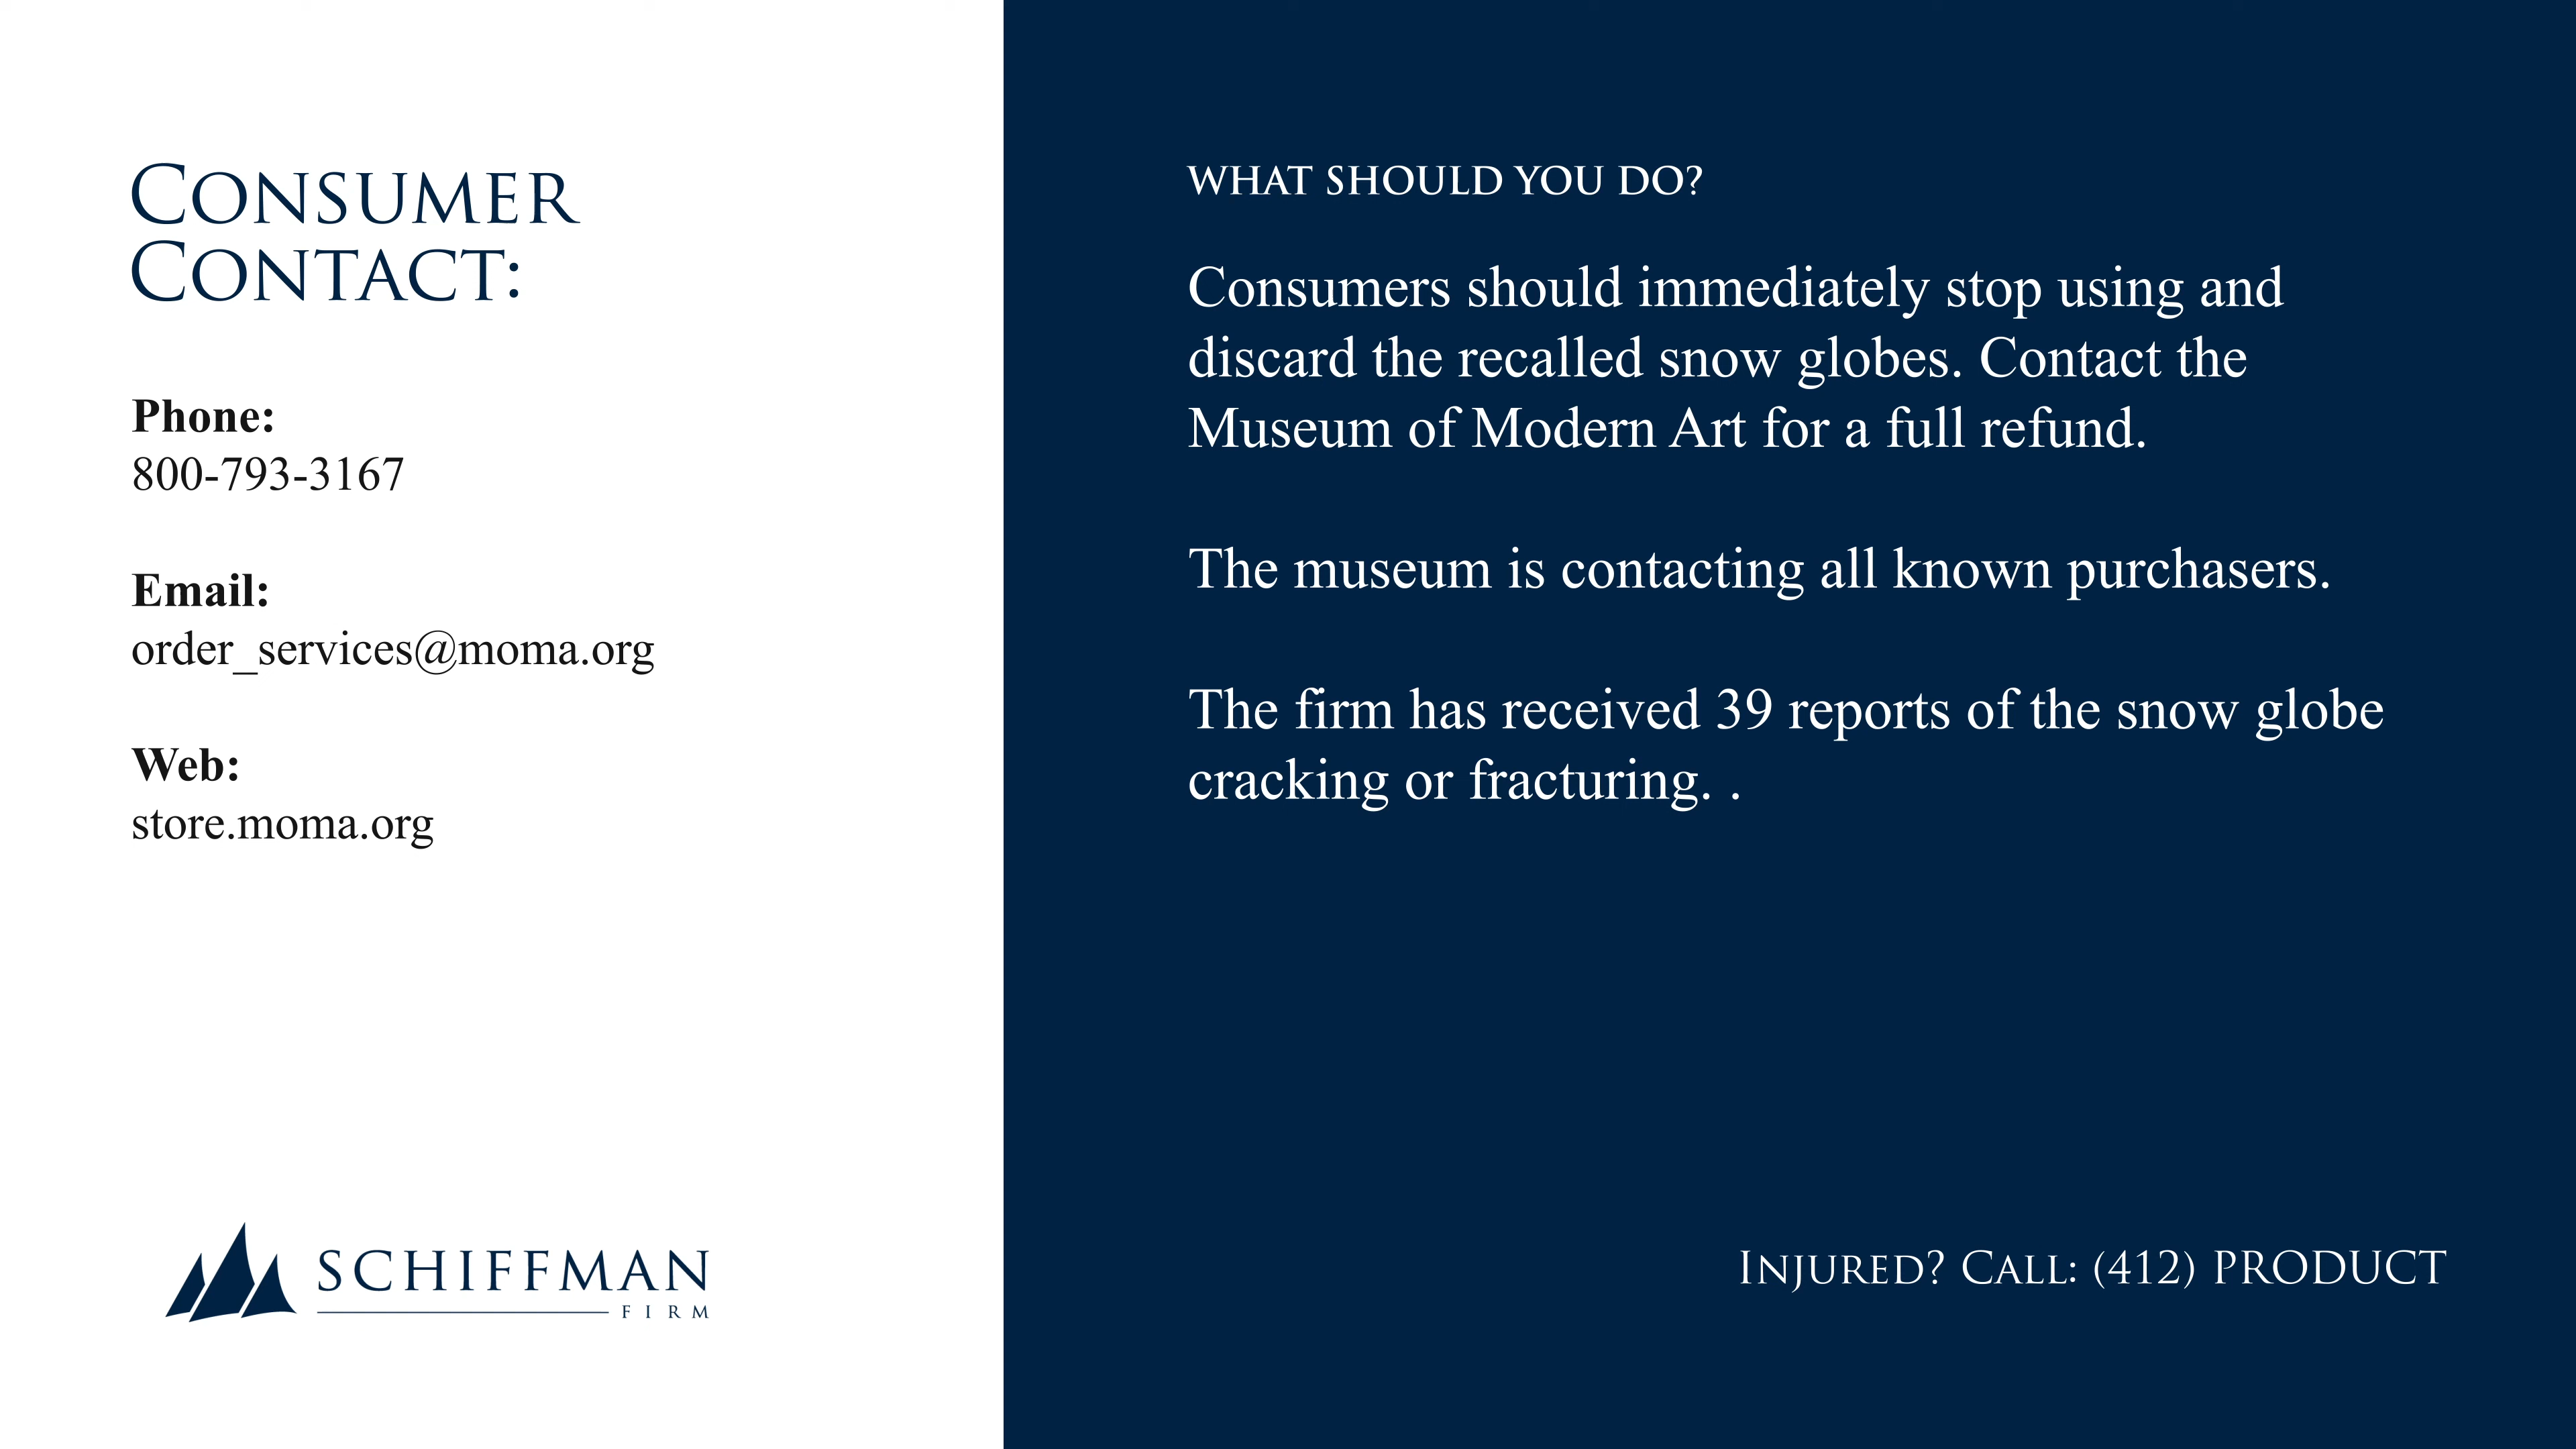 CONSUMER
CONTACT:
Phone:
800-793-3167
Email:
order_services@moma.org
Web:
store.moma.org
SCHIFFMAN
FIRM
WHAT SHOULD YOU DO?
Consumers should immediately stop using and
discard the recalled snow globes. Contact the
Museum of Modern Art for a full refund.
The museum is contacting all known purchasers.
The firm has received 39 reports of the snow globe
cracking or fracturing. .
INJURED? CALL: (412) PRODUCT